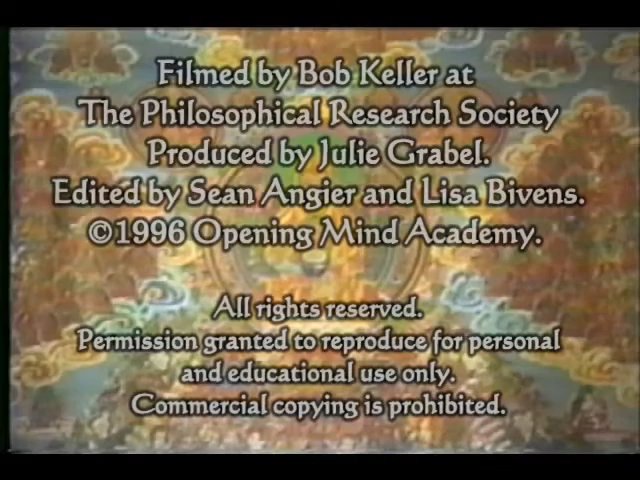 Filmed by Bob Keller at
The Philosophical Research Society
Produced by Julie Grabel.
Edited by Sean Angier and Lisa Bivens.
©1996 Opening Mind Academy.
All rights reserved.
Permission granted to reproduce for personal
and educational use only.
Commercial copying is prohibited.